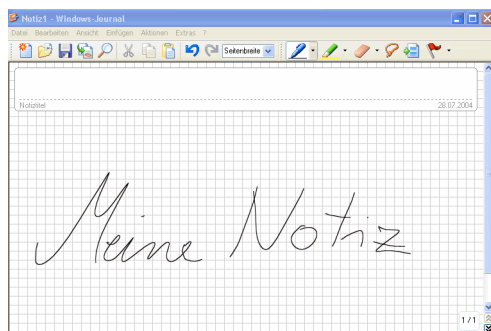 Notiz1 - Windows-Journal
Datei Bearbeiten Ansicht Einfügen Aktionen Extras ?
Seitenbreite
Notiztitel 28.07.2004
Meine Notiz
1 / 1